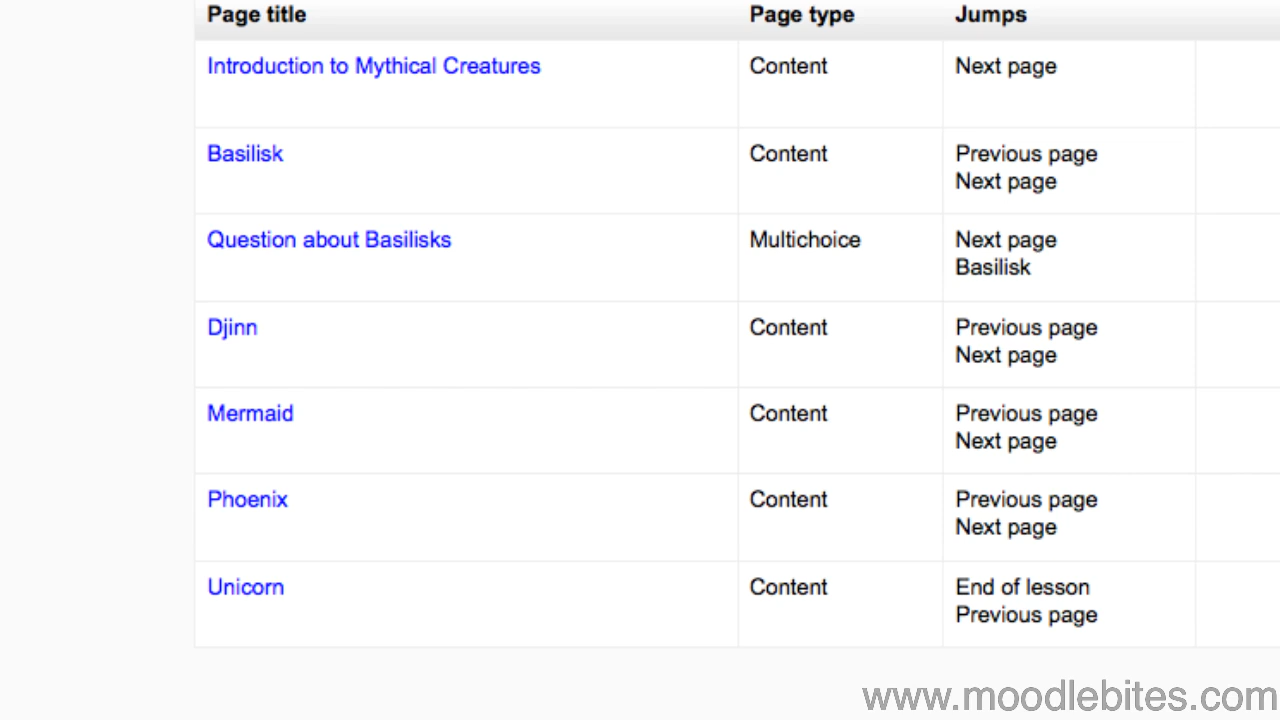 Page title Page type Jumps
Introduction to Mythical Creatures Content Next page
Basilisk Content Previous page
Next page
Question about Basilisks Multichoice Next page
Basilisk
Djinn Content Previous page
Next page
Mermaid Content Previous page
Next page
Phoenix Content Previous page
Next page
Unicorn Content End of lesson
Previous page
www.moodlebites.com